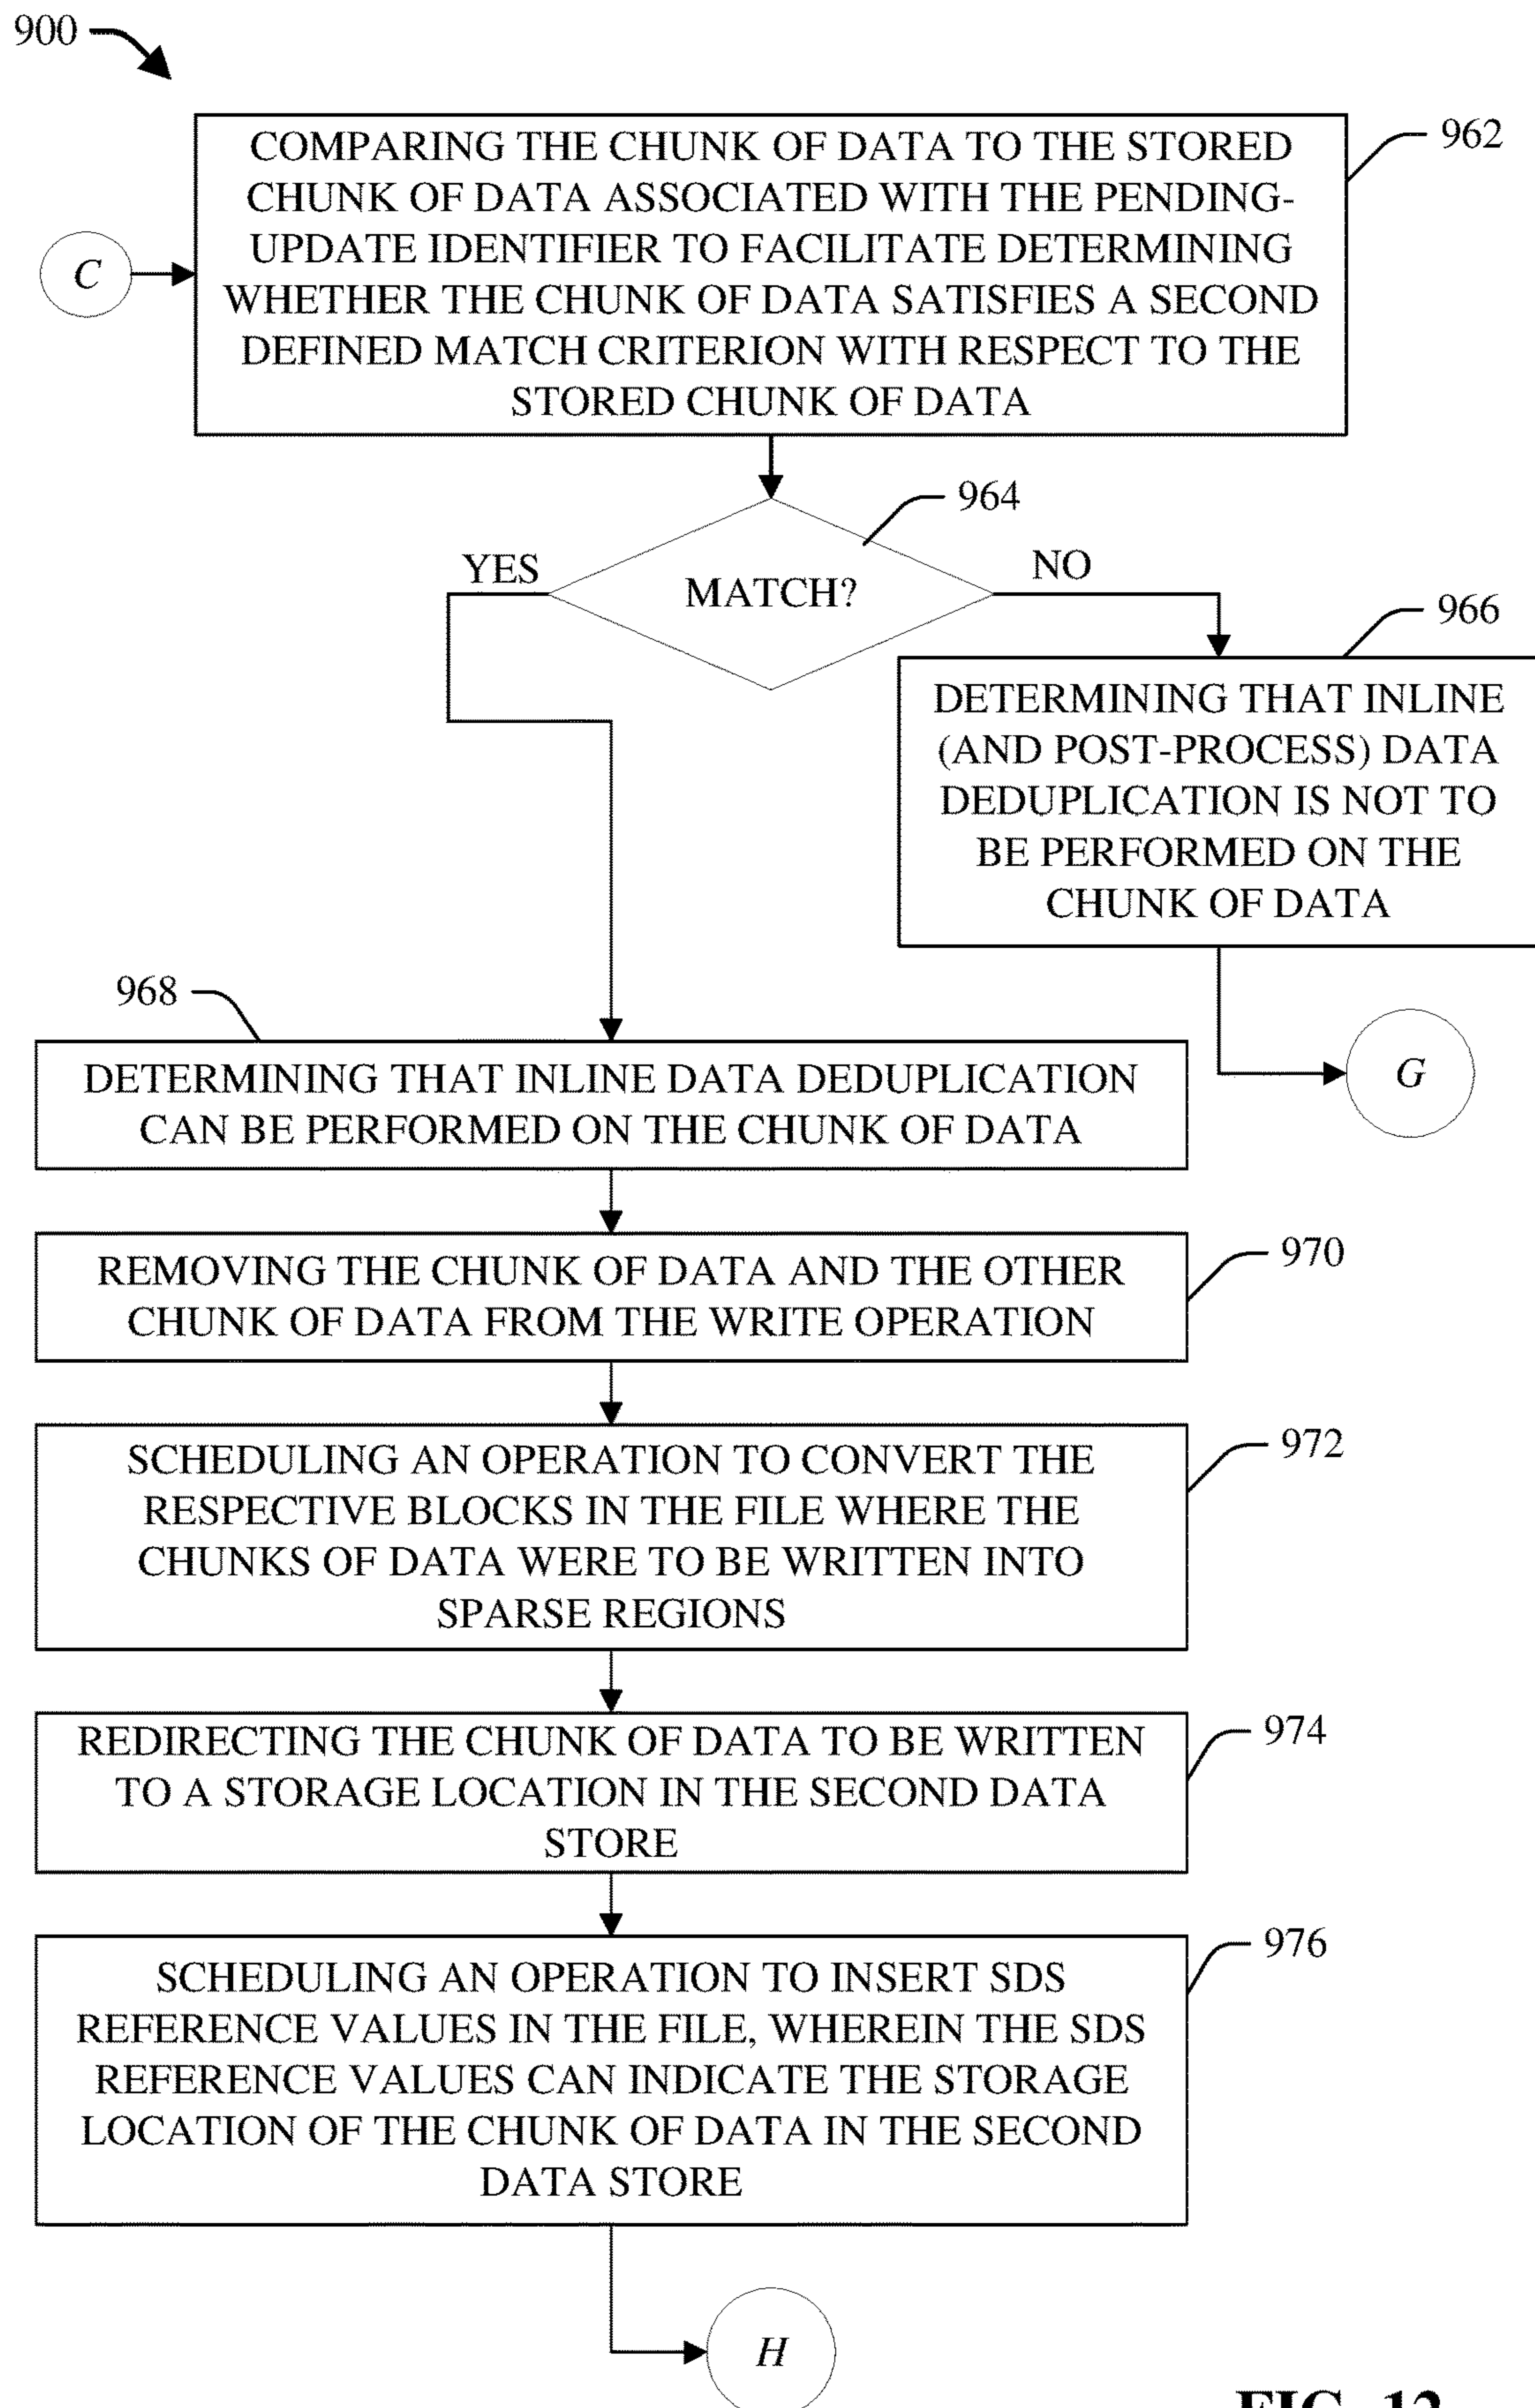 900
COMPARING THE CHUNK OF DATA TO THE STORED
CHUNK OF DATA ASSOCIATED WITH THE PENDING-
UPDATE IDENTIFIER TO FACILITATE DETERMINING
WHETHER THE CHUNK OF DATA SATISFIES A SECOND
DEFINED MATCH CRITERION WITH RESPECT TO THE
STORED CHUNK OF DATA
962
C
964
YES
MATCH?
NO
966
DETERMINING THAT INLINE
(AND POST-PROCESS) DATA
DEDUPLICATION IS NOT TO
BE PERFORMED ON THE
CHUNK OF DATA
G
968
DETERMINING THAT INLINE DATA DEDUPLICATION
CAN BE PERFORMED ON THE CHUNK OF DATA
REMOVING THE CHUNK OF DATA AND THE OTHER
CHUNK OF DATA FROM THE WRITE OPERATION
970
SCHEDULING AN OPERATION TO CONVERT THE
RESPECTIVE BLOCKS IN THE FILE WHERE THE
CHUNKS OF DATA WERE TO BE WRITTEN INTO
SPARSE REGIONS
972
REDIRECTING THE CHUNK OF DATA TO BE WRITTEN
TO A STORAGE LOCATION IN THE SECOND DATA
STORE
974
SCHEDULING AN OPERATION TO INSERT SDS
REFERENCE VALUES IN THE FILE, WHEREIN THE SDS
REFERENCE VALUES CAN INDICATE THE STORAGE
LOCATION OF THE CHUNK OF DATA IN THE SECOND
DATA STORE
976
H
FIG.